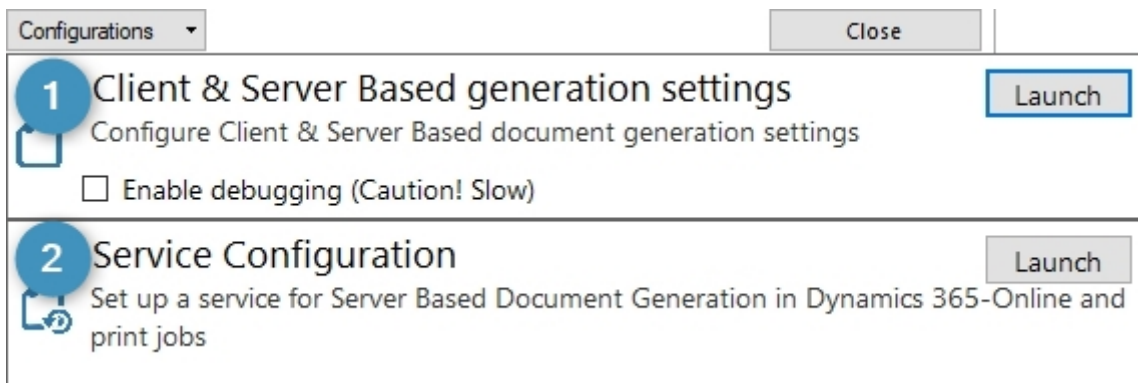 Configurations
Close
1
Client & Server Based generation settings
Launch
Configure Client & Server Based document generation settings
Enable debugging (Caution! Slow)
2
Service Configuration
Launch
Set up a service for Server Based Document Generation in Dynamics 365-Online and
print jobs